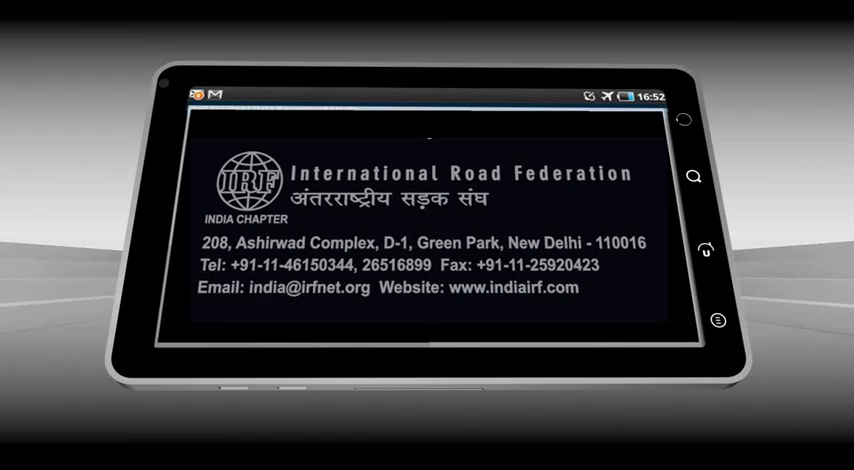 16:52
IRF
INDIA CHAPTER
International Road Federation
अंतरराष्ट्रीय सड़क संघ
208, Ashirwad Complex, D-1, Green Park, New Delhi - 110016
Tel: +91-11-46150344, 26516899 Fax: +91-11-25920423
Email: india@irfnet.org Website: www.indiairf.com